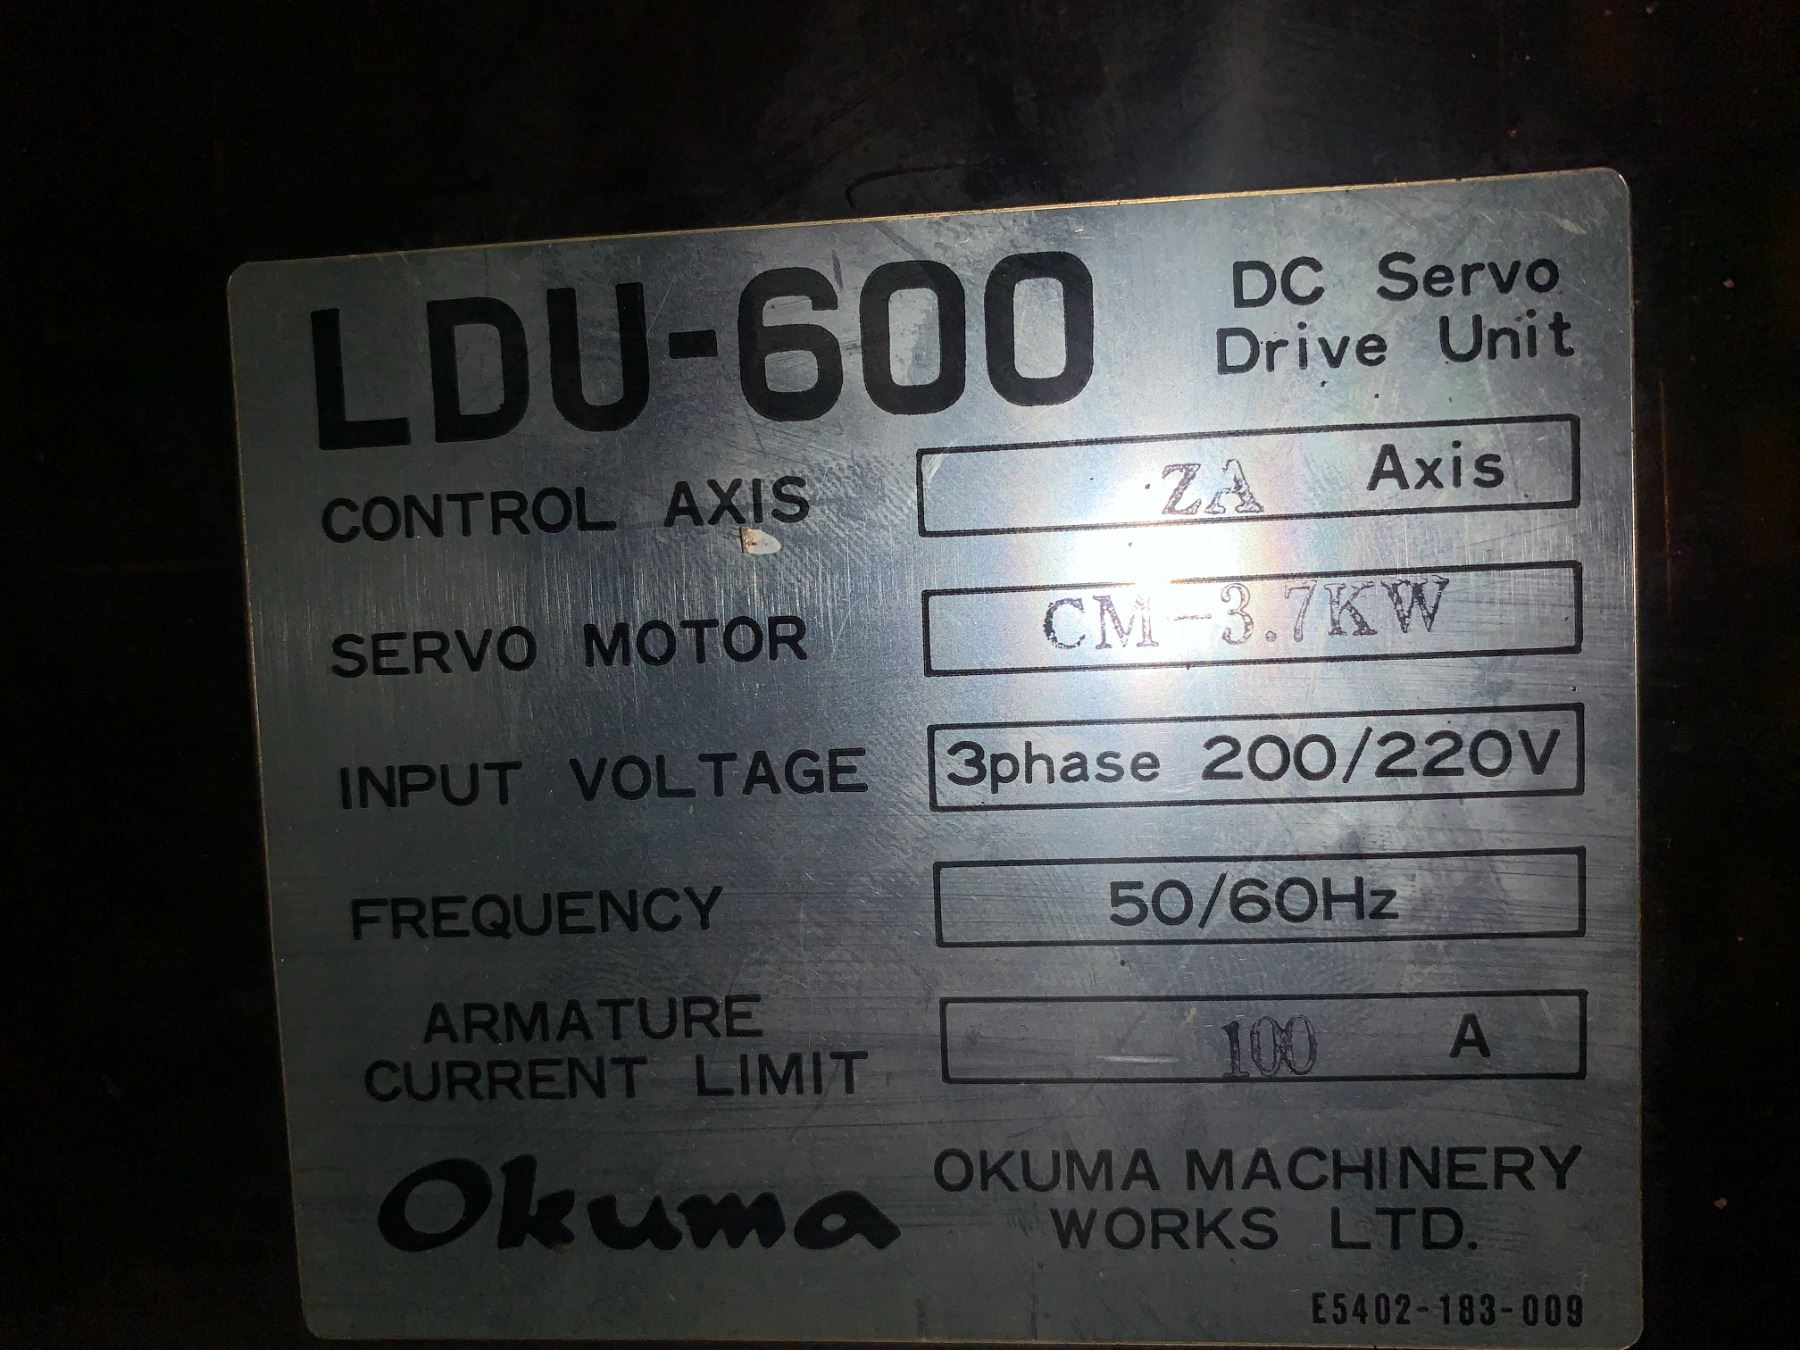 LDU-600 DC Servo
Drive Unit
CONTROL AXIS ZA Axis
SERVO MOTOR CM-3.7KW
INPUT VOLTAGE 3phase 200/220V
FREQUENCY 50/60Hz
ARMATURE
CURRENT LIMIT 100 A
Okuma OKUMA MACHINERY
WORKS LTD.
E5402-183-009